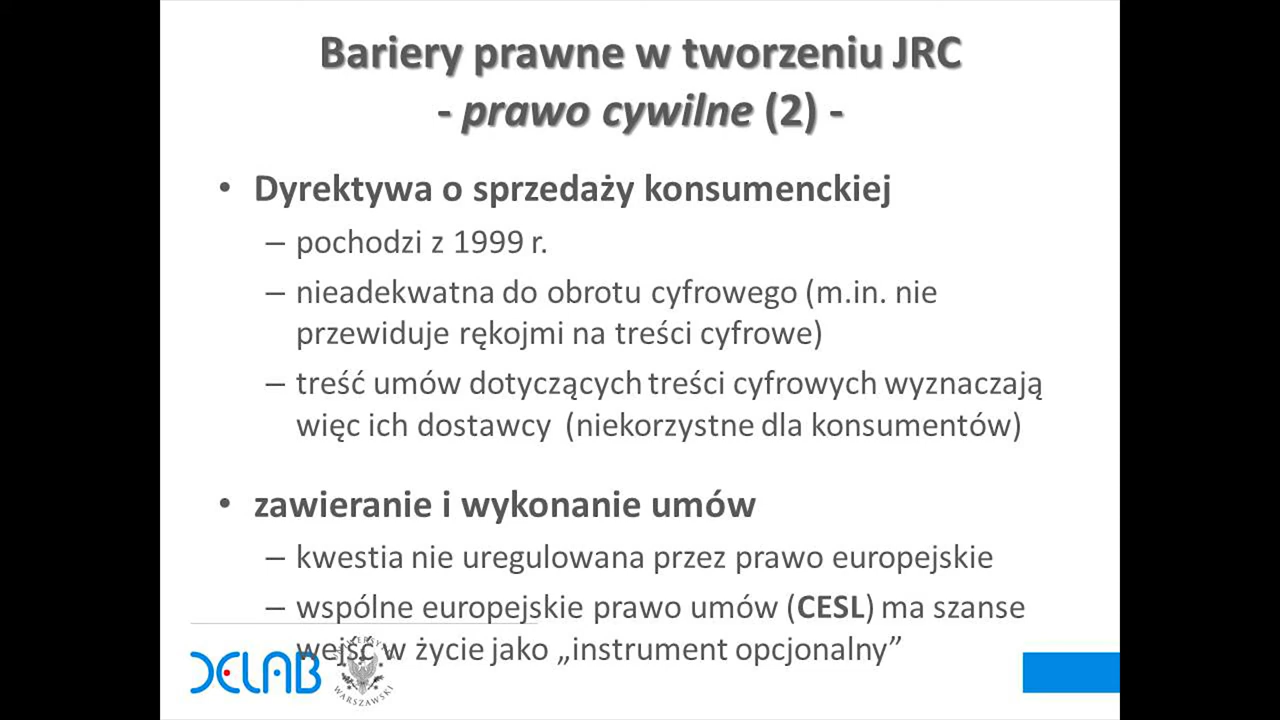 Bariery prawne w tworzeniu JRC
- prawo cywilne (2) -
• Dyrektywa o sprzedaży konsumenckiej
– pochodzi z 1999 r.
– nieadekwatna do obrotu cyfrowego (m.in. nie
przewiduje rękojmi na treści cyfrowe)
– treść umów dotyczących treści cyfrowych wyznaczają
więc ich dostawcy (niekorzystne dla konsumentów)
• zawieranie i wykonanie umów
– kwestia nie uregulowana przez prawo europejskie
– wspólne europejskie prawo umów (CESL) ma szanse
wejść w życie jako „instrument opcjonalny”
DELAB
UNIWERSYTET WARSZAWSKI